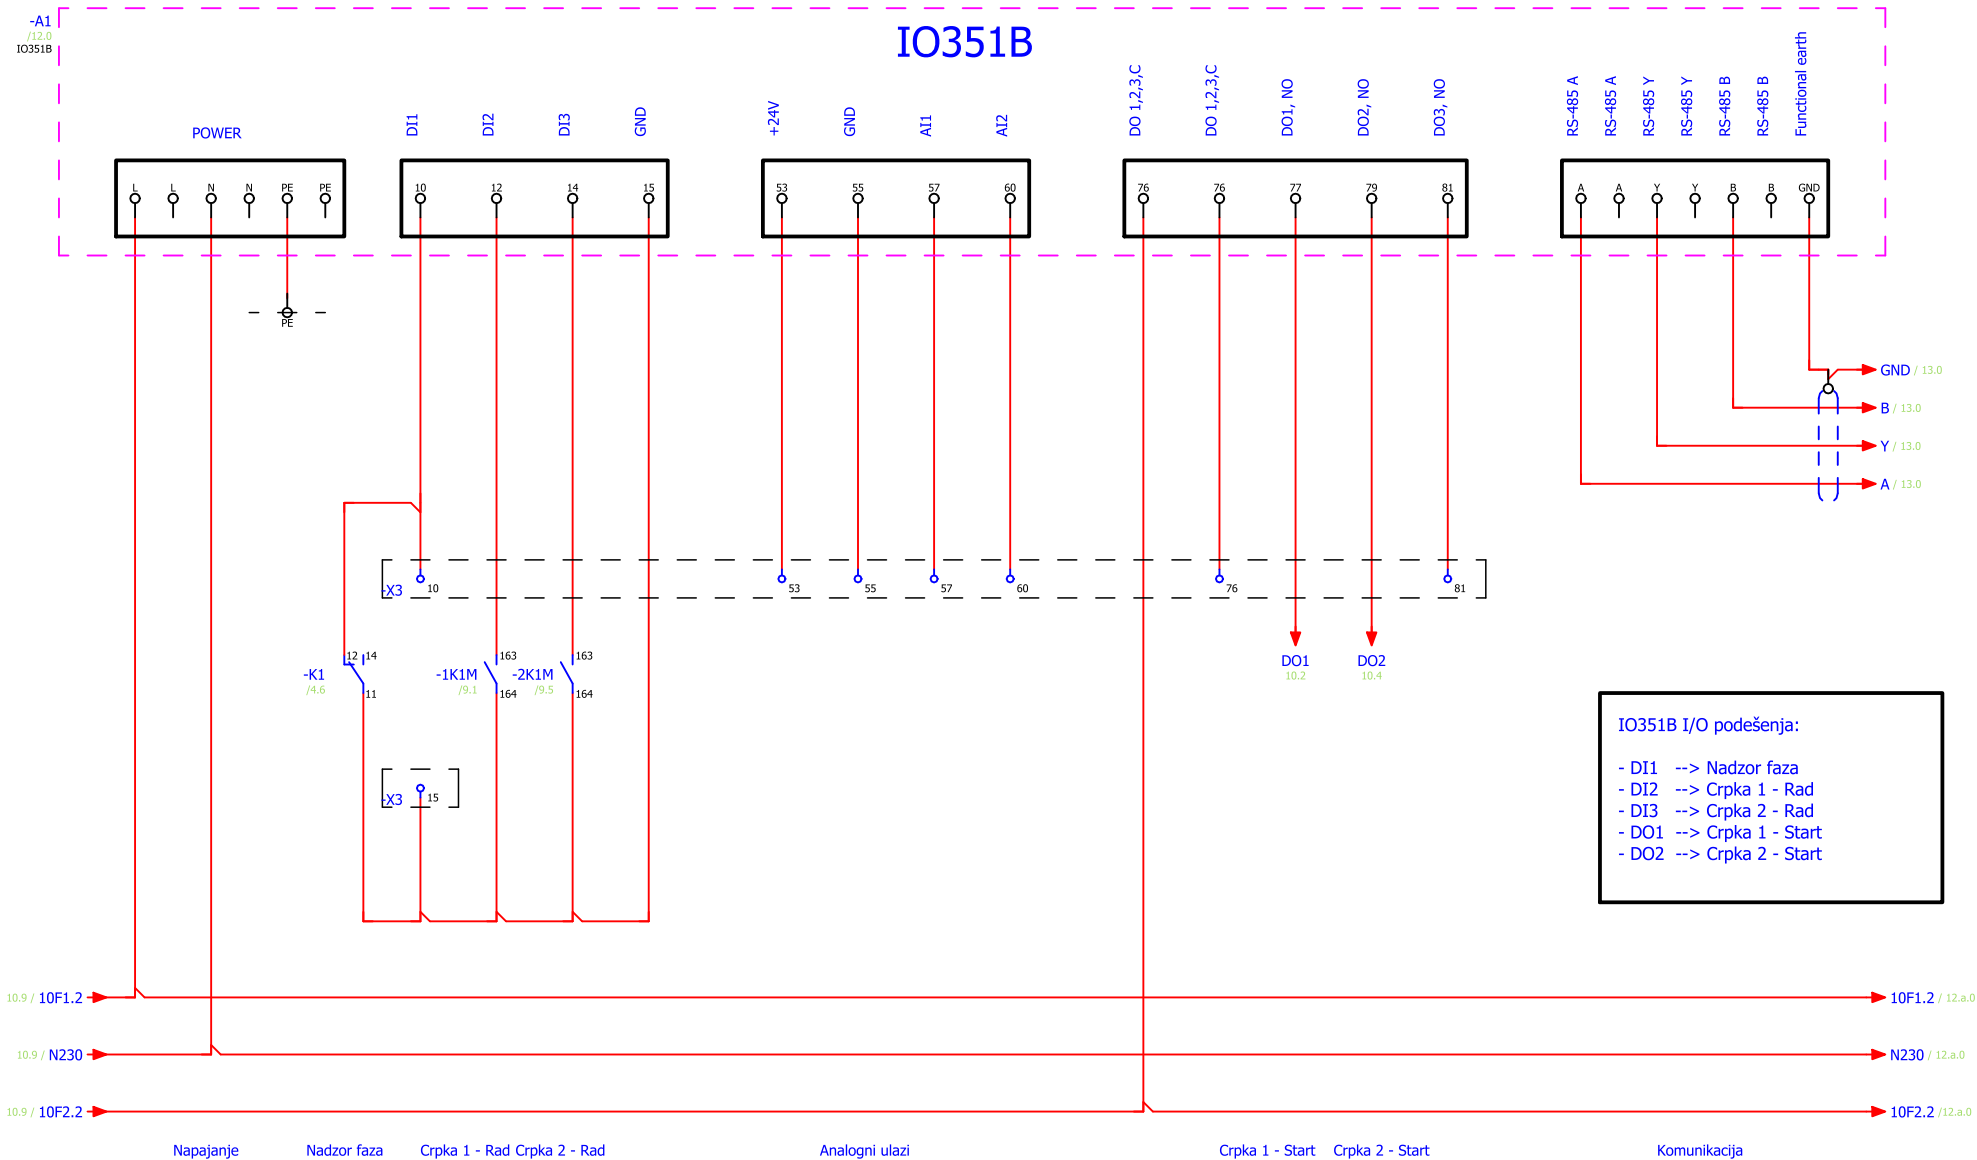 -A1
/12.0
IO351B
IO351B
POWER
DI1
DI2
DI3
GND
+24V
GND
AI1
AI2
DO 1,2,3,C
DO 1,2,3,C
DO1, NO
DO2, NO
DO3, NO
RS-485 A
RS-485 A
RS-485 Y
RS-485 Y
RS-485 B
RS-485 B
Functional earth
L L N N PE PE
10 12 14 15
53 55 57 60
76 76 77 79 81
A A Y Y B B GND
PE
GND / 13.0
B / 13.0
Y / 13.0
A / 13.0
-X3 10 53 55 57 60 76 81
-K1
/4.6
12 14
11
-1K1M
/9.1
163
164
-2K1M
/9.5
163
164
DO1
10.2
DO2
10.4
-X3 15
IO351B I/O podešenja:
- DI1 --> Nadzor faza
- DI2 --> Crpka 1 - Rad
- DI3 --> Crpka 2 - Rad
- DO1 --> Crpka 1 - Start
- DO2 --> Crpka 2 - Start
10.9 / 10F1.2
10F1.2 / 12.a.0
10.9 / N230
N230 / 12.a.0
10.9 / 10F2.2
10F2.2 /12.a.0
Napajanje
Nadzor faza
Crpka 1 - Rad
Crpka 2 - Rad
Analogni ulazi
Crpka 1 - Start
Crpka 2 - Start
Komunikacija